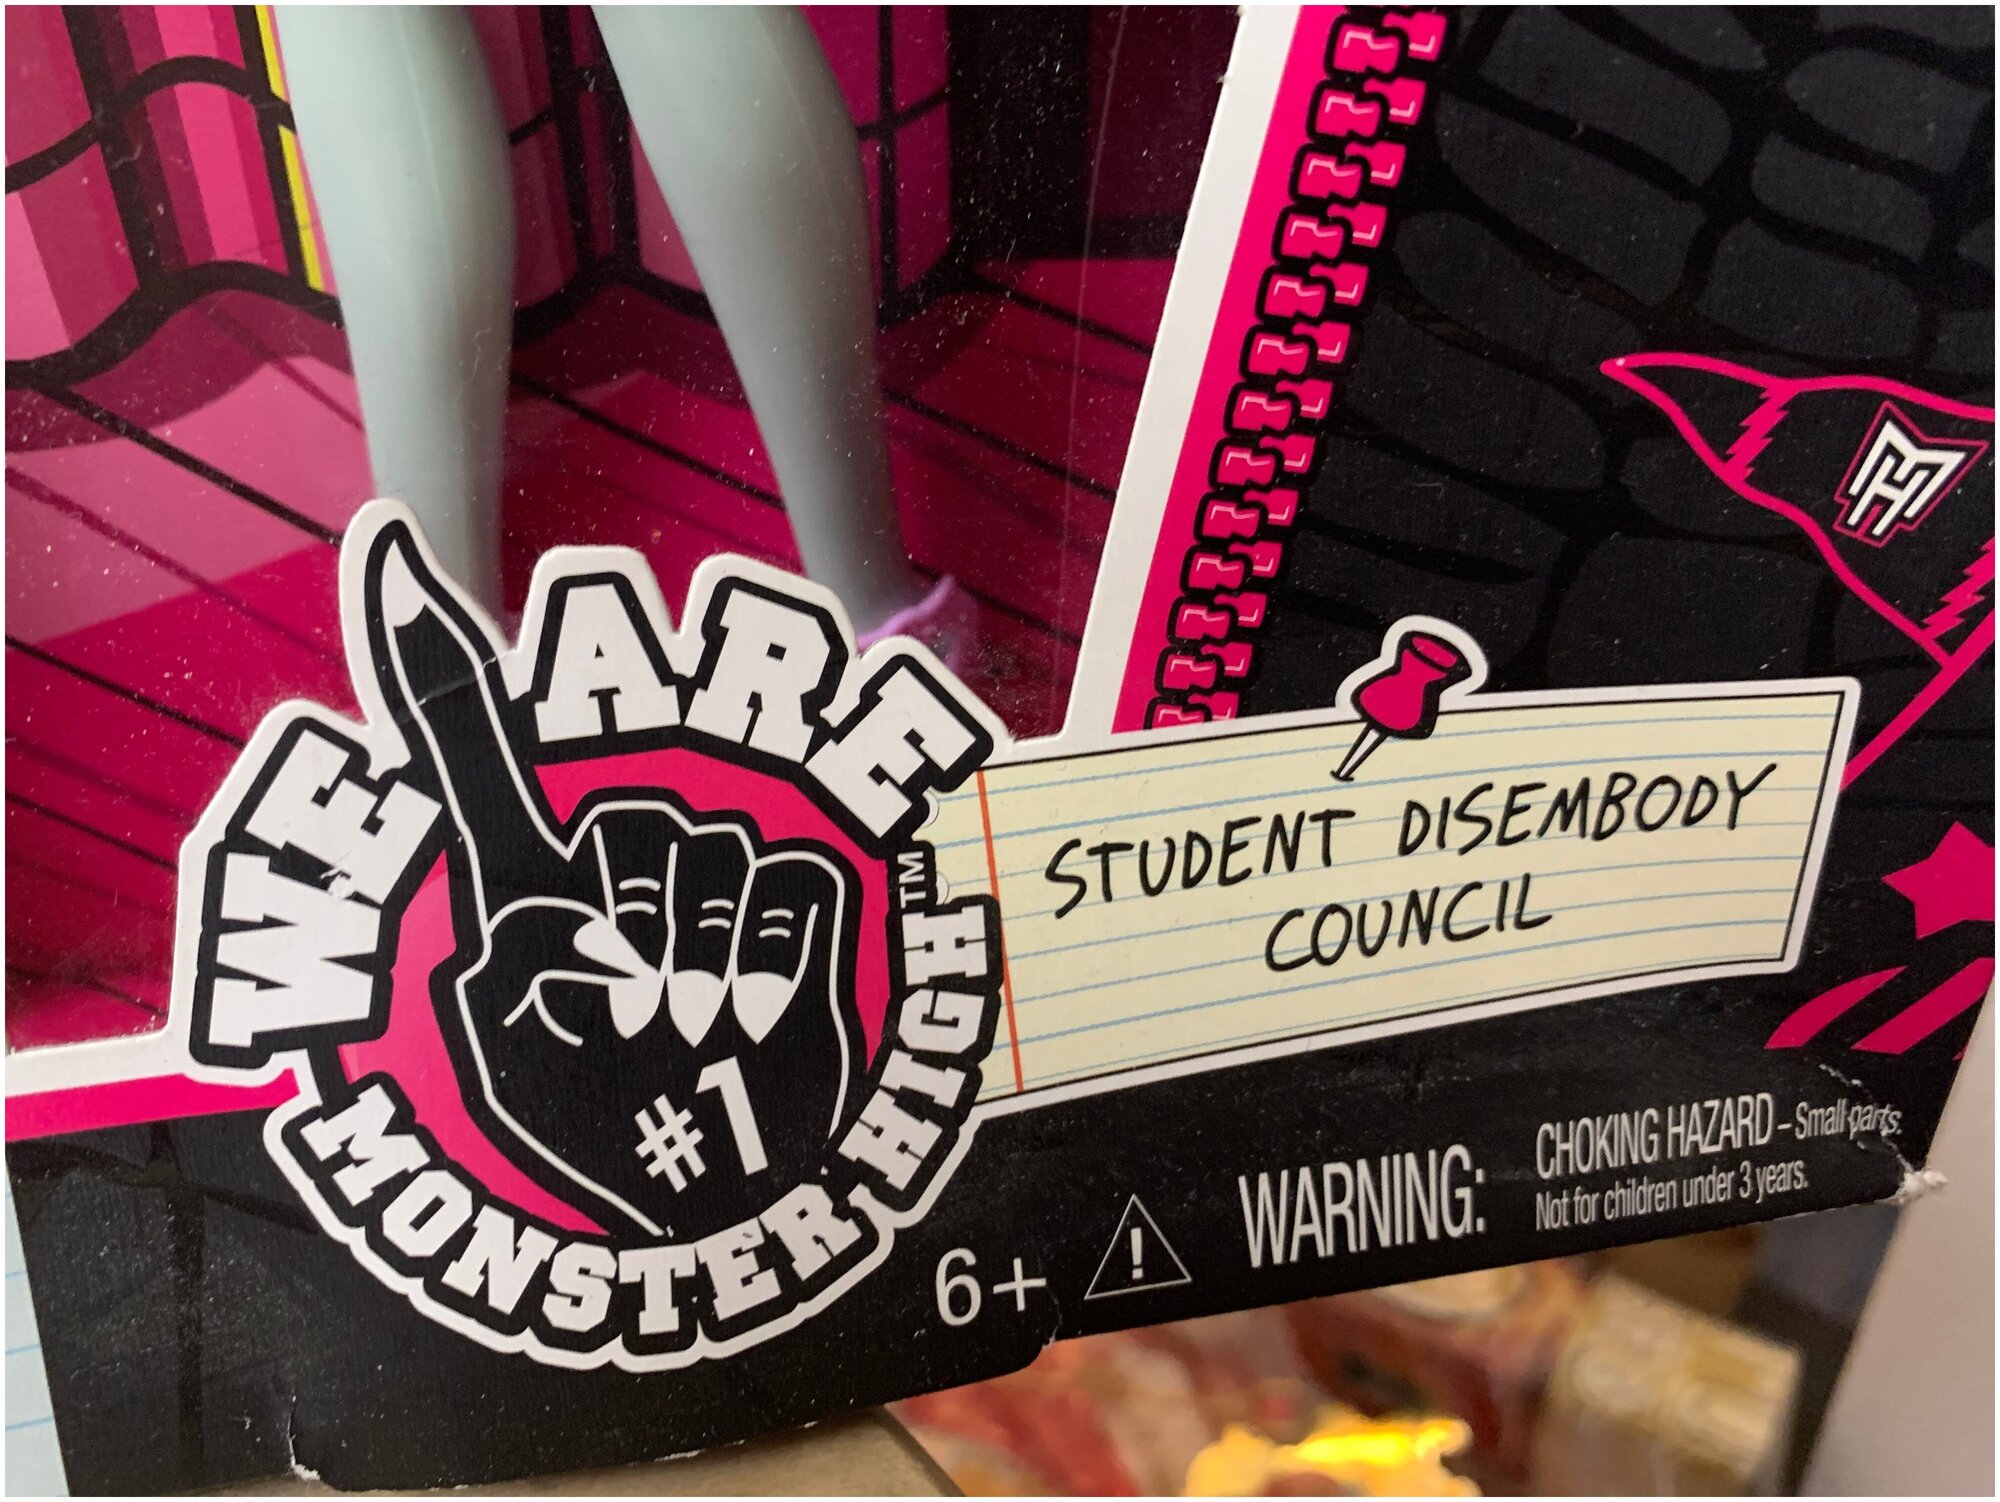 WE ARE
MONSTER HIGH™
#1
MH
STUDENT DISEMBODY
COUNCIL
6+
!
WARNING:
CHOKING HAZARD – Small parts.
Not for children under 3 years.